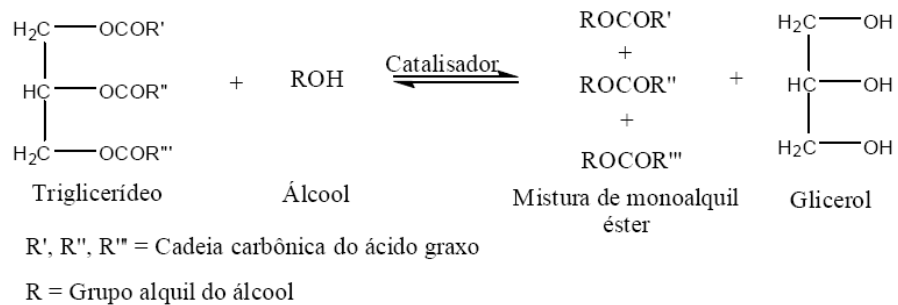 H₂C—OCOR' ROCOR' H₂C—OH
+
HC—OCOR" + ROH Catalisador ROCOR" + HC—OH
+
H₂C—OCOR''' ROCOR''' H₂C—OH
Triglicerídeo Álcool Mistura de monoalquil éster Glicerol
R', R", R''' = Cadeia carbônica do ácido graxo
R = Grupo alquil do álcool